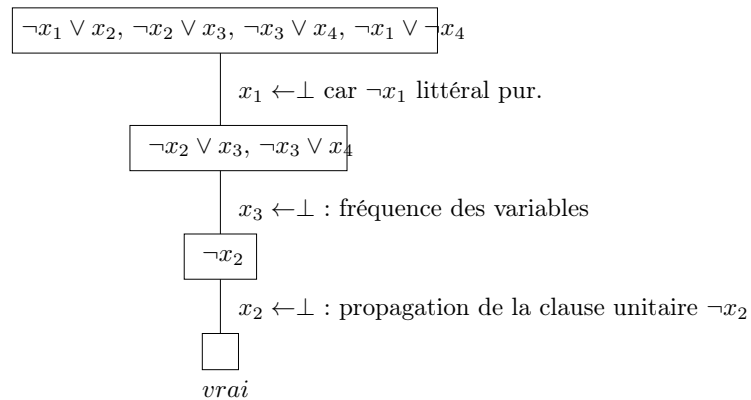 ¬x₁ ∨ x₂, ¬x₂ ∨ x₃, ¬x₃ ∨ x₄, ¬x₁ ∨ ¬x₄
x₁ ←⊥ car ¬x₁ littéral pur.
¬x₂ ∨ x₃, ¬x₃ ∨ x₄
x₃ ←⊥ : fréquence des variables
¬x₂
x₂ ←⊥ : propagation de la clause unitaire ¬x₂
vrai